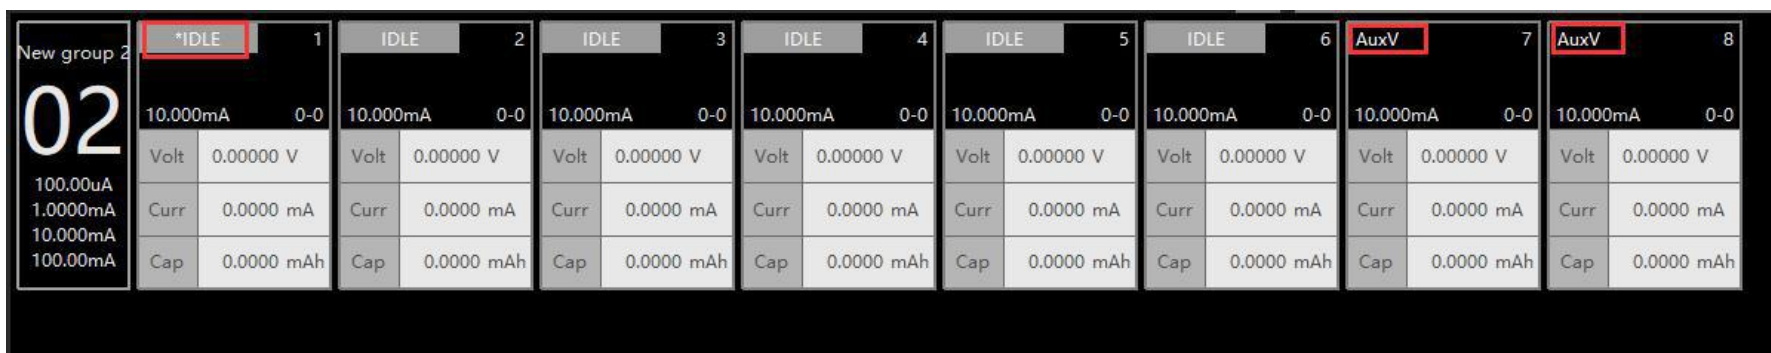 New group 2
02
100.00uA
1.0000mA
10.000mA
100.00mA
*IDLE 1
10.000mA 0-0
Volt 0.00000 V
Curr 0.0000 mA
Cap 0.0000 mAh
IDLE 2
10.000mA 0-0
Volt 0.00000 V
Curr 0.0000 mA
Cap 0.0000 mAh
IDLE 3
10.000mA 0-0
Volt 0.00000 V
Curr 0.0000 mA
Cap 0.0000 mAh
IDLE 4
10.000mA 0-0
Volt 0.00000 V
Curr 0.0000 mA
Cap 0.0000 mAh
IDLE 5
10.000mA 0-0
Volt 0.00000 V
Curr 0.0000 mA
Cap 0.0000 mAh
IDLE 6
10.000mA 0-0
Volt 0.00000 V
Curr 0.0000 mA
Cap 0.0000 mAh
AuxV 7
10.000mA 0-0
Volt 0.00000 V
Curr 0.0000 mA
Cap 0.0000 mAh
AuxV 8
10.000mA 0-0
Volt 0.00000 V
Curr 0.0000 mA
Cap 0.0000 mAh